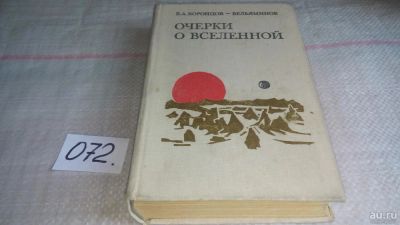 Б.А.ВОРОНЦОВ-ВЕЛЬЯМИНОВ
ОЧЕРКИ
О ВСЕЛЕННОЙ
072.
au.ru